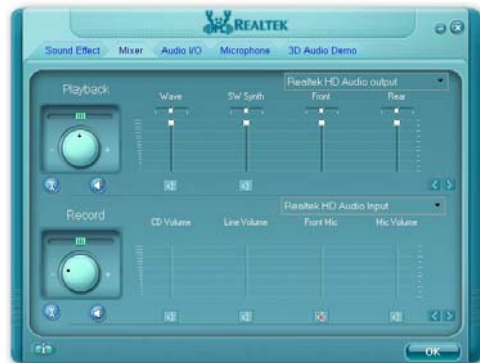 REALTEK
Sound Effect Mixer Audio I/O Microphone 3D Audio Demo
Realtek HD Audio output
Playback
Wave SW Synth Front Rear
Realtek HD Audio Input
Record
CD Volume Line Volume Front Mic Mic Volume
OK